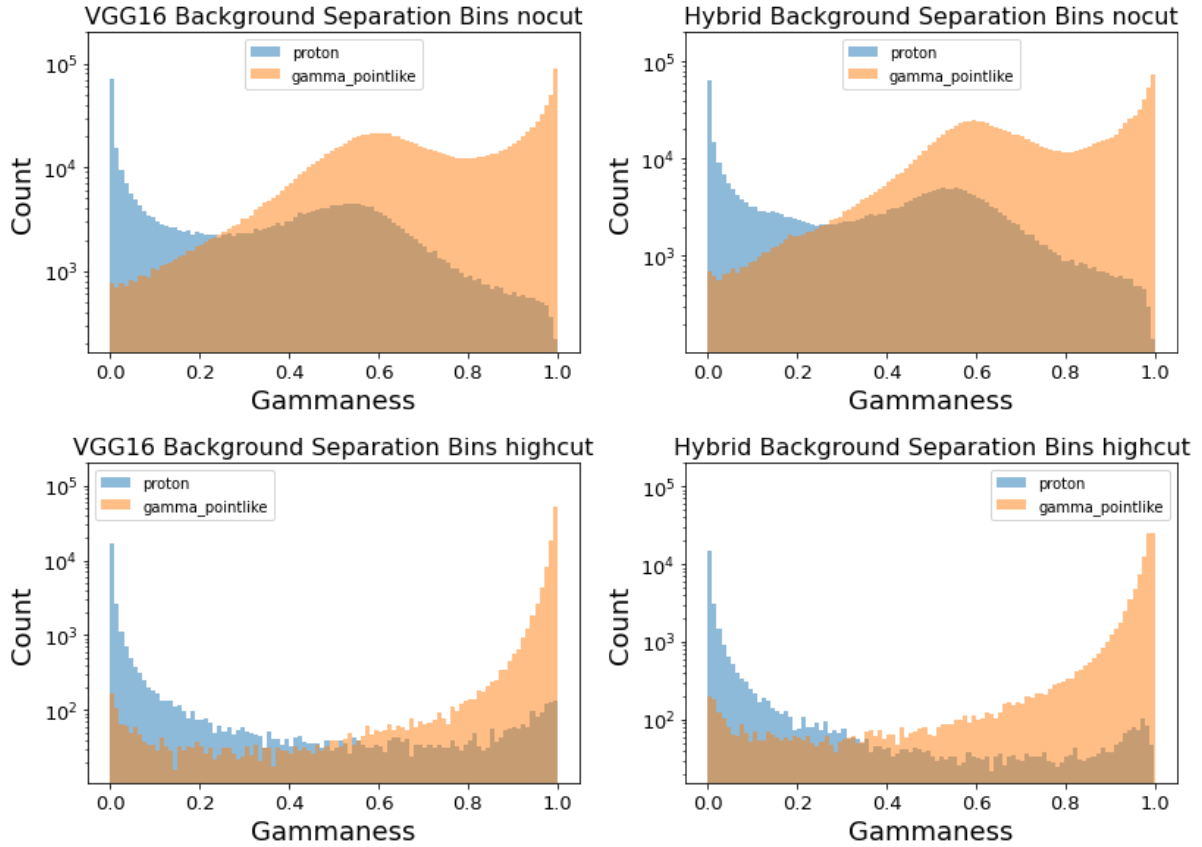 VGG16 Background Separation Bins nocut
10^5
10^4
10^3
Count
proton
gamma_pointlike
0.0 0.2 0.4 0.6 0.8 1.0
Gammaness
Hybrid Background Separation Bins nocut
10^5
10^4
10^3
Count
proton
gamma_pointlike
0.0 0.2 0.4 0.6 0.8 1.0
Gammaness
VGG16 Background Separation Bins highcut
10^5
10^4
10^3
10^2
Count
proton
gamma_pointlike
0.0 0.2 0.4 0.6 0.8 1.0
Gammaness
Hybrid Background Separation Bins highcut
10^5
10^4
10^3
10^2
Count
proton
gamma_pointlike
0.0 0.2 0.4 0.6 0.8 1.0
Gammaness